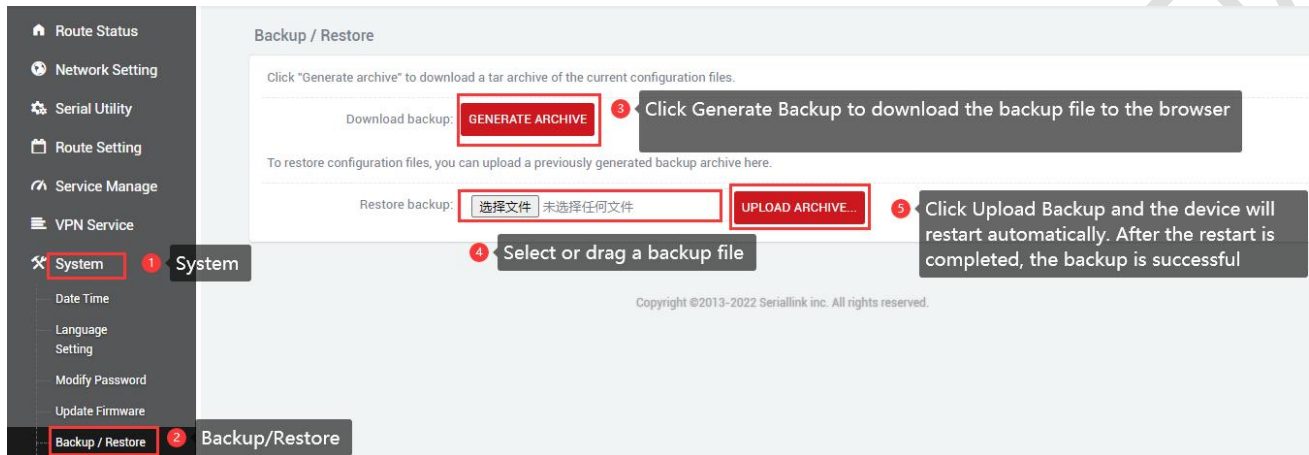 Route Status
Network Setting
Serial Utility
Route Setting
Service Manage
VPN Service
System
1 System
Date Time
Language
Setting
Modify Password
Update Firmware
Backup / Restore
2 Backup/Restore
Backup / Restore
Click "Generate archive" to download a tar archive of the current configuration files.
Download backup: GENERATE ARCHIVE
3 Click Generate Backup to download the backup file to the browser
To restore configuration files, you can upload a previously generated backup archive here.
Restore backup: 选择文件 未选择任何文件 UPLOAD ARCHIVE...
4 Select or drag a backup file
5 Click Upload Backup and the device will
restart automatically. After the restart is
completed, the backup is successful
Copyright ©2013-2022 Seriallink inc. All rights reserved.